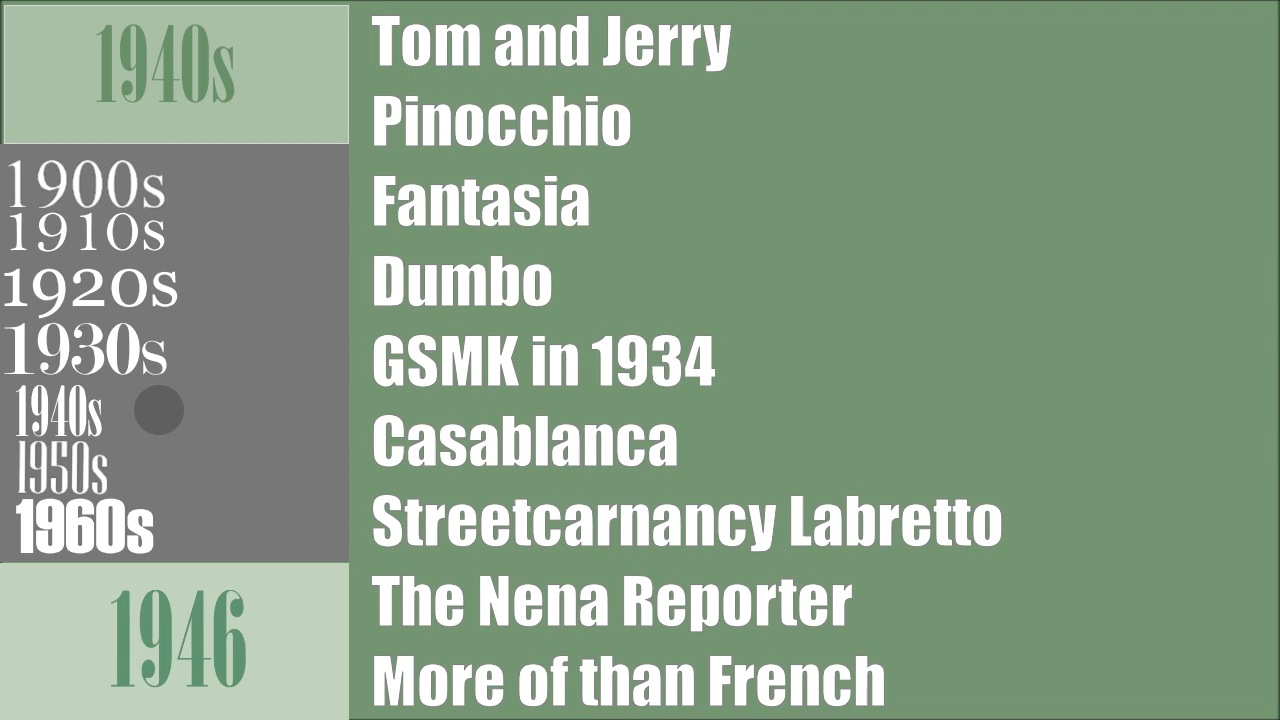 1940s
1900s
1910s
1920s
1930s
1940s
1950s
1960s
1946
Tom and Jerry
Pinocchio
Fantasia
Dumbo
GSMK in 1934
Casablanca
Streetcarnancy Labretto
The Nena Reporter
More of than French